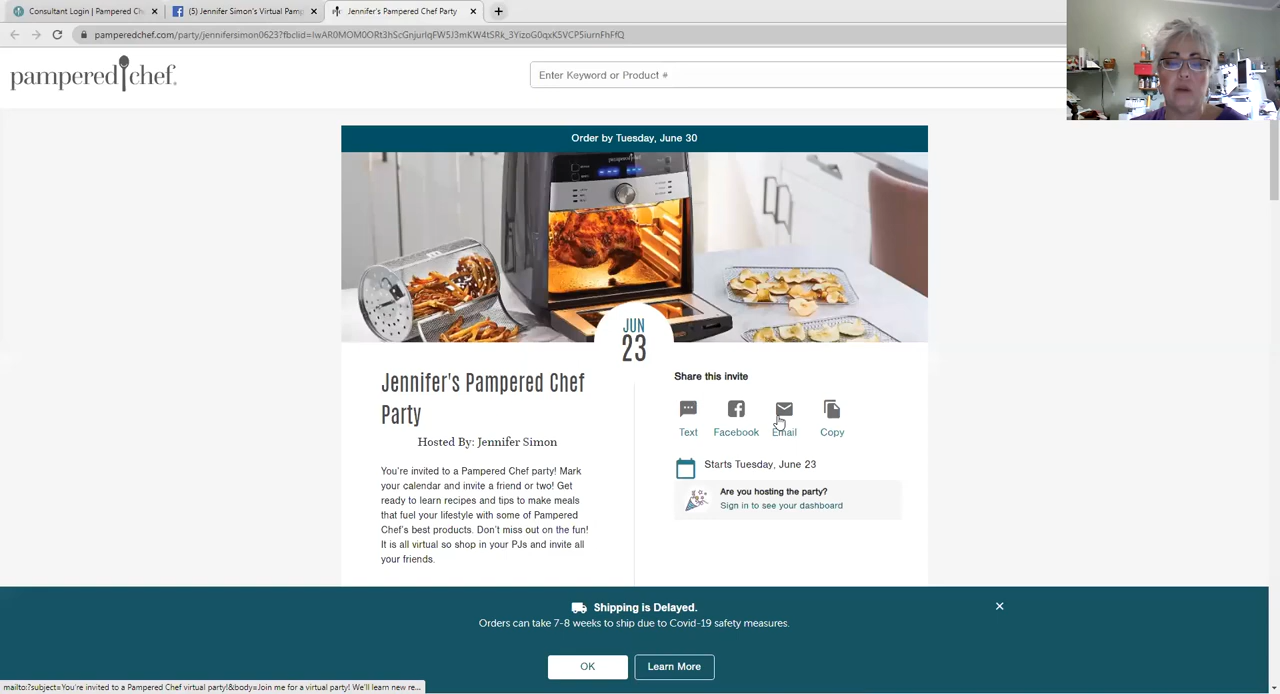 Consultant Login | Pampered Ch
(5) Jennifer Simon's Virtual Pam
Jennifer's Pampered Chef Party
pamperedchef.com/party/jennifersimon0623?fbclid=
pampered chef
Enter Keyword or Product #
Order by Tuesday, June 30
JUN
23
Jennifer's Pampered Chef
Party
Hosted By: Jennifer Simon
You're invited to a Pampered Chef party! Mark
your calendar and invite a friend or two! Get
ready to learn recipes and tips to make meals
that fuel your lifestyle with some of Pampered
Chef's best products. Don't miss out on the fun!
It is all virtual so shop in your PJs and invite all
your friends.
Share this invite
Text
Facebook
Email
Copy
Starts Tuesday, June 23
Are you hosting the party?
Sign in to see your dashboard
Shipping is Delayed.
Orders can take 7-8 weeks to ship due to Covid-19 safety measures.
OK
Learn More
mailto:?subject=You're invited to a Pampered Chef virtual party!&body=Join me for a virtual party! We'll learn new re...